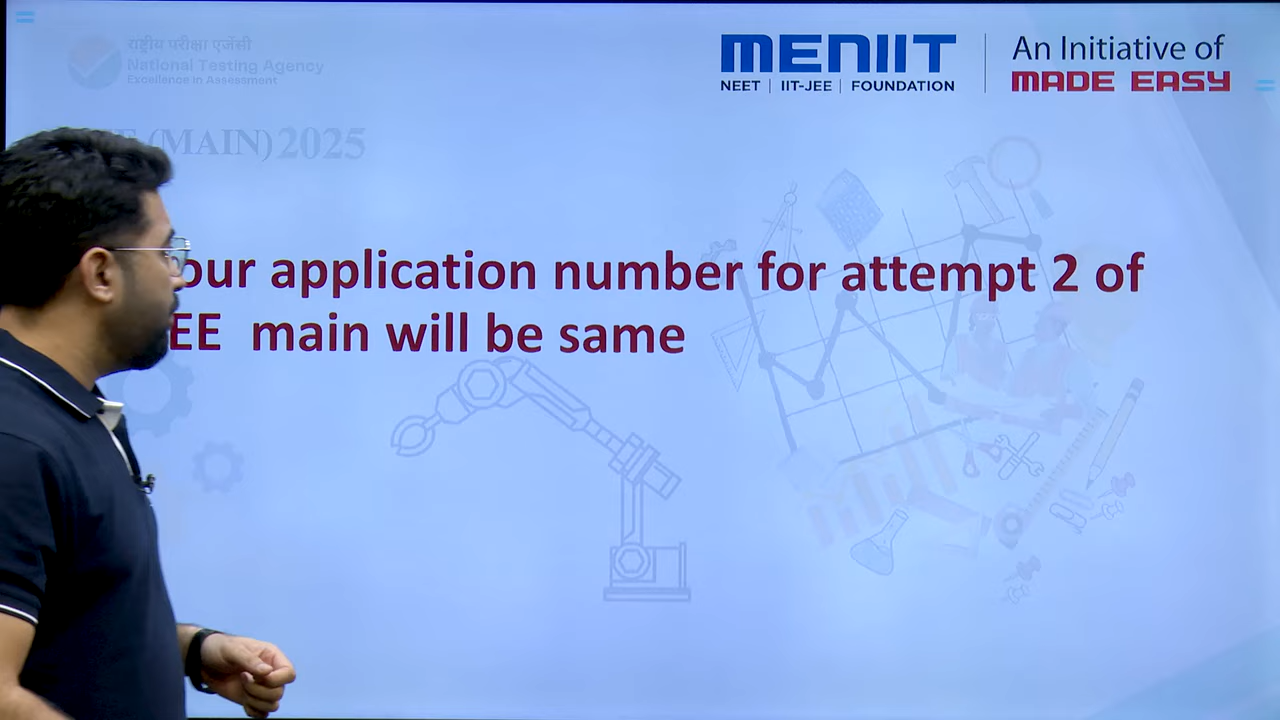 राष्ट्रीय परीक्षा एजेंसी
National Testing Agency
Excellence in Assessment
MENIIT
NEET | IIT-JEE | FOUNDATION
An Initiative of
MADE EASY
(MAIN) 2025
our application number for attempt 2 of
EE main will be same